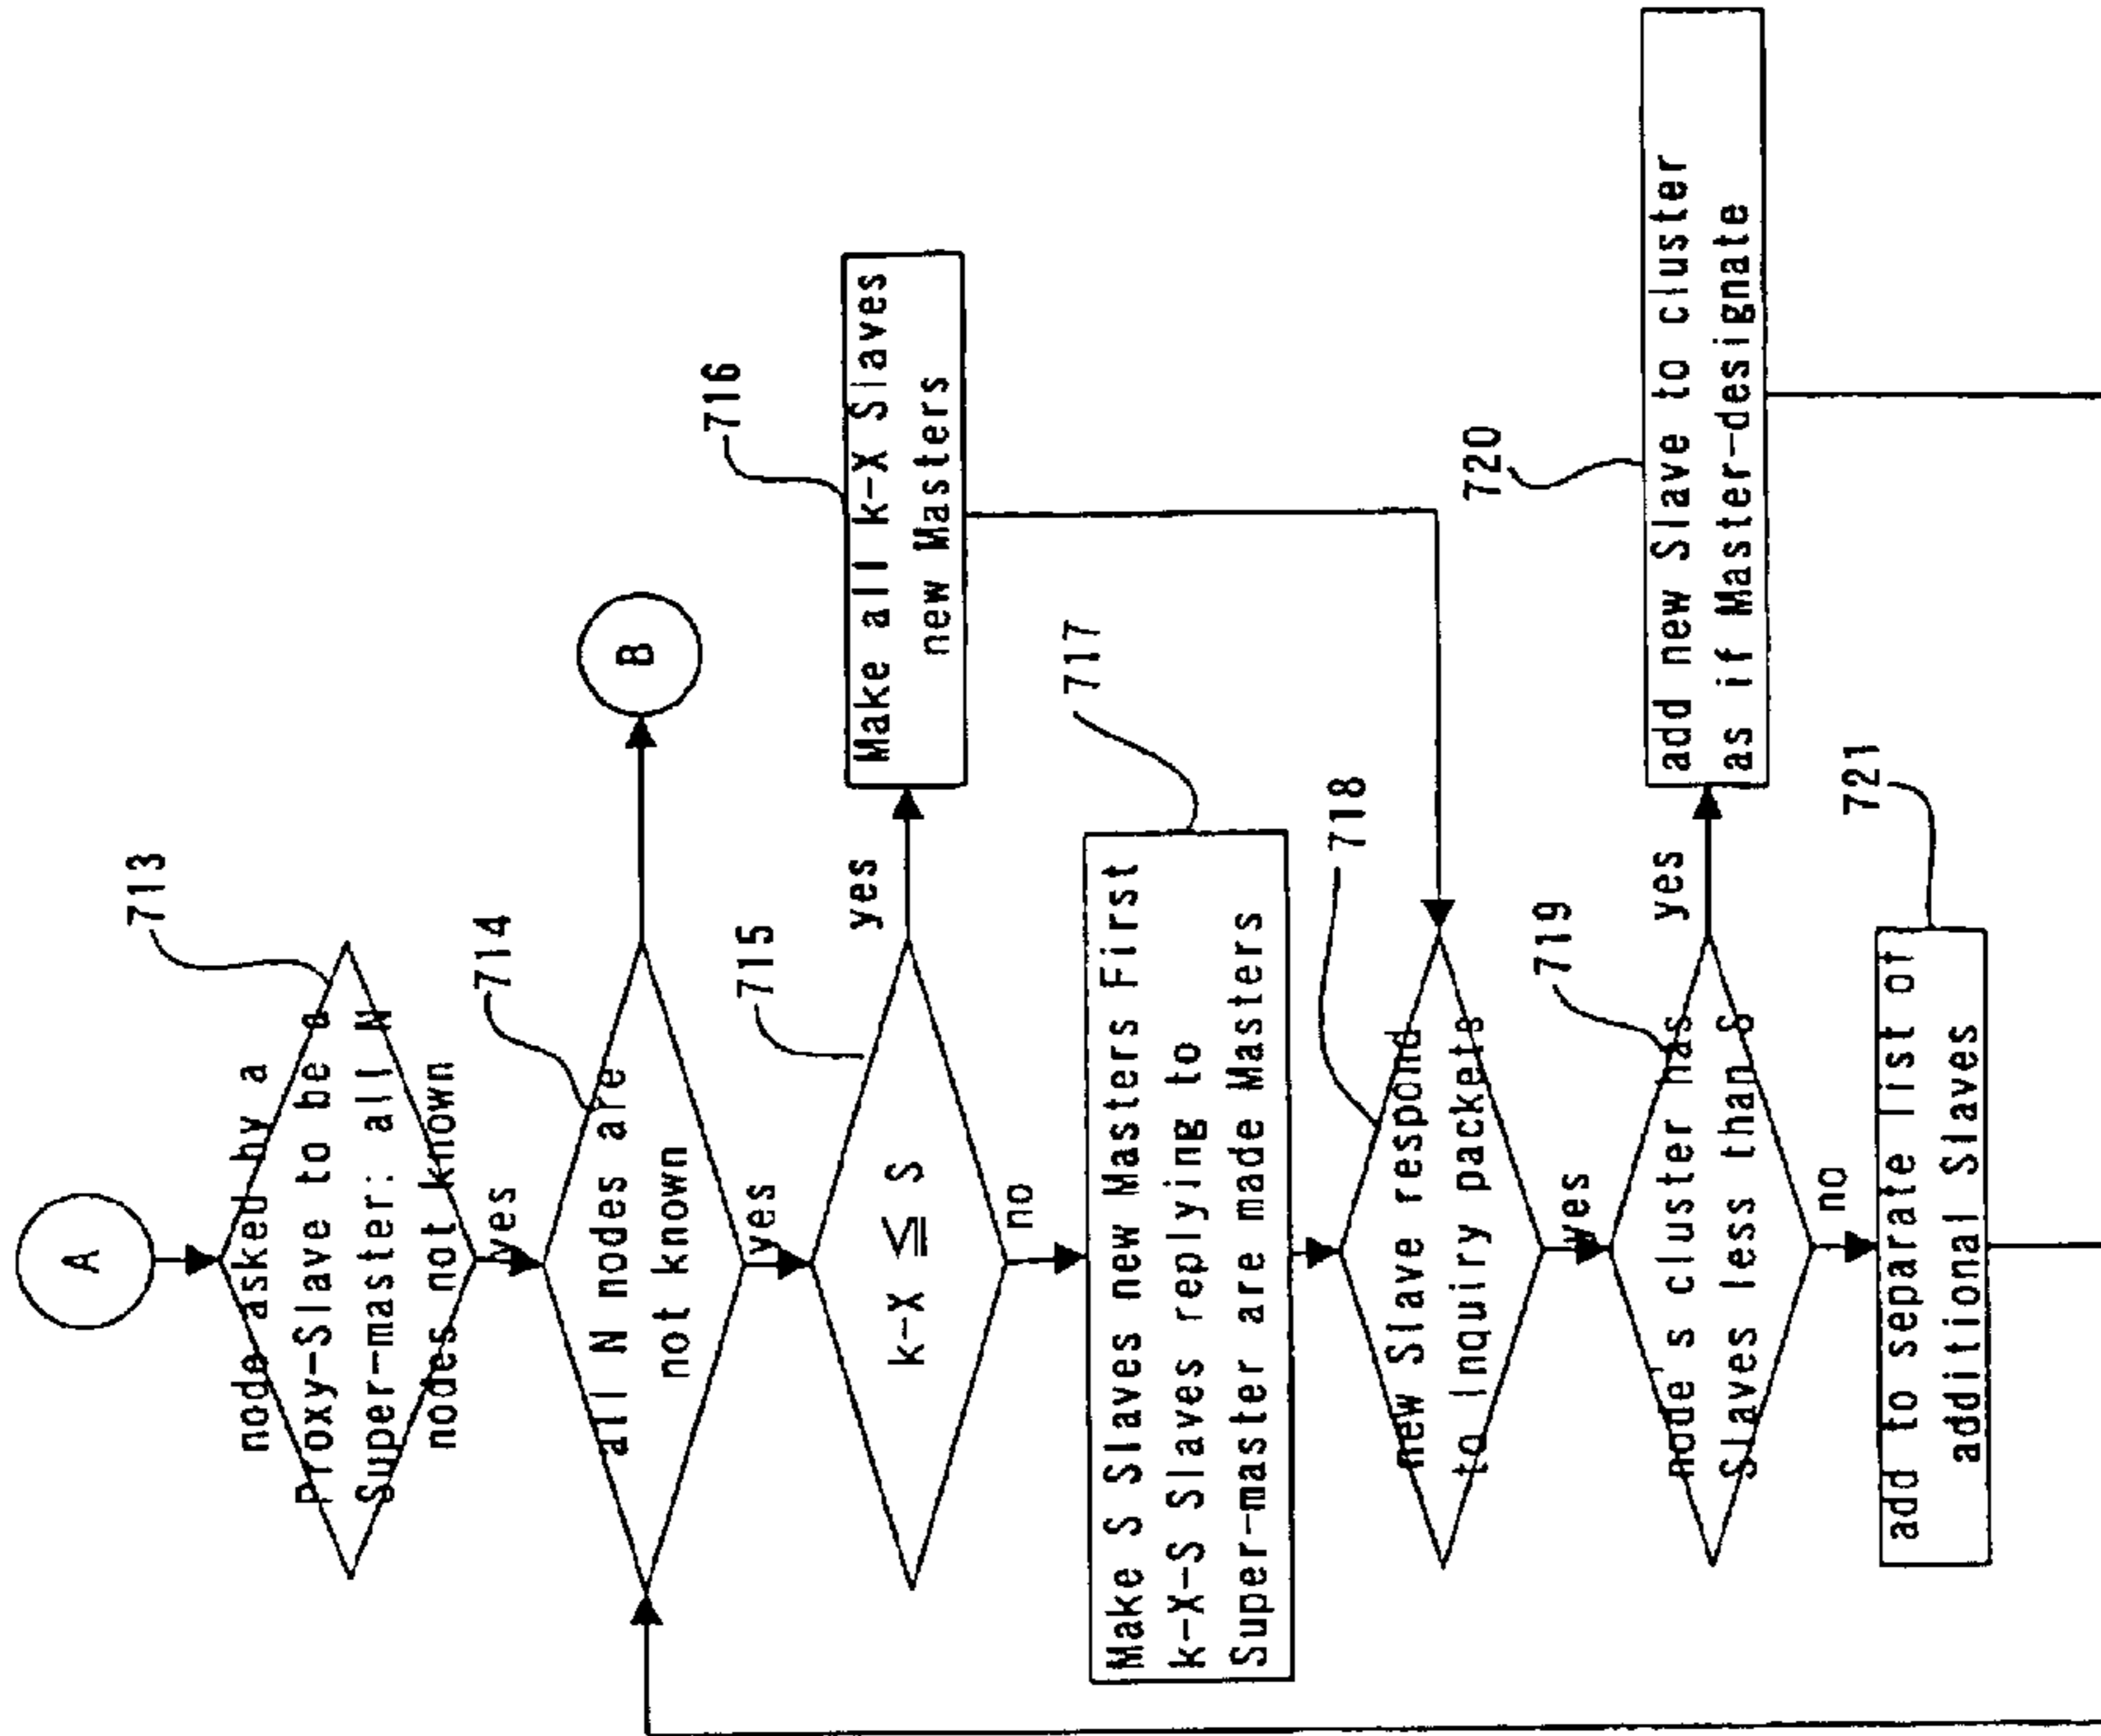 A
713
node asked by a
Proxy-Slave to be a
Super-master: all N
nodes not known
yes
714
all N nodes are
not known
B
yes
715
k-X ≦ S
yes
716
Make all k-X Slaves
new Masters
no
717
Make S Slaves new Masters First
k-X-S Slaves replying to
Super-master are made Masters
718
new Slave respond
to Inquiry packets
yes
719
node's cluster has
Slaves less than S
yes
720
add new Slave to cluster
as if Master-designate
no
721
add to separate list of
additional Slaves